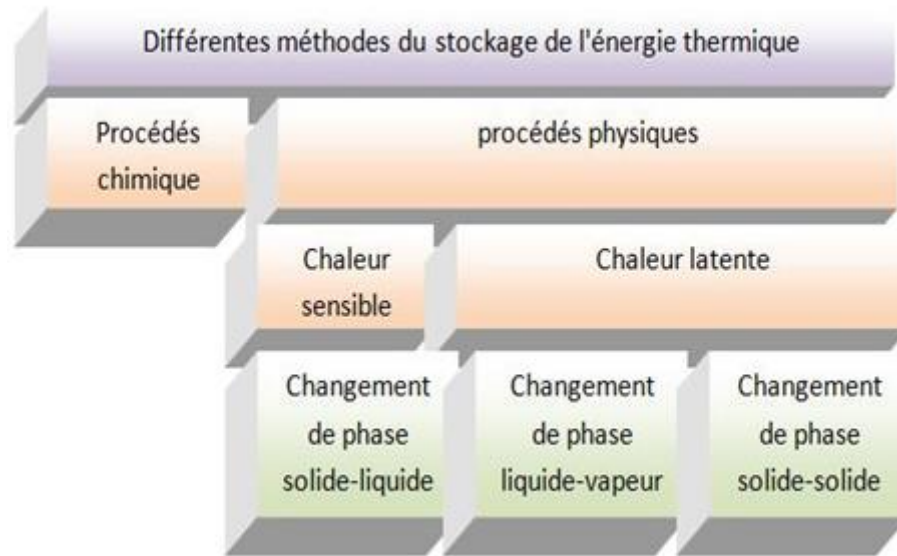 Différentes méthodes du stockage de l'énergie thermique
Procédés
chimique
procédés physiques
Chaleur
sensible
Chaleur latente
Changement
de phase
solide-liquide
Changement
de phase
liquide-vapeur
Changement
de phase
solide-solide